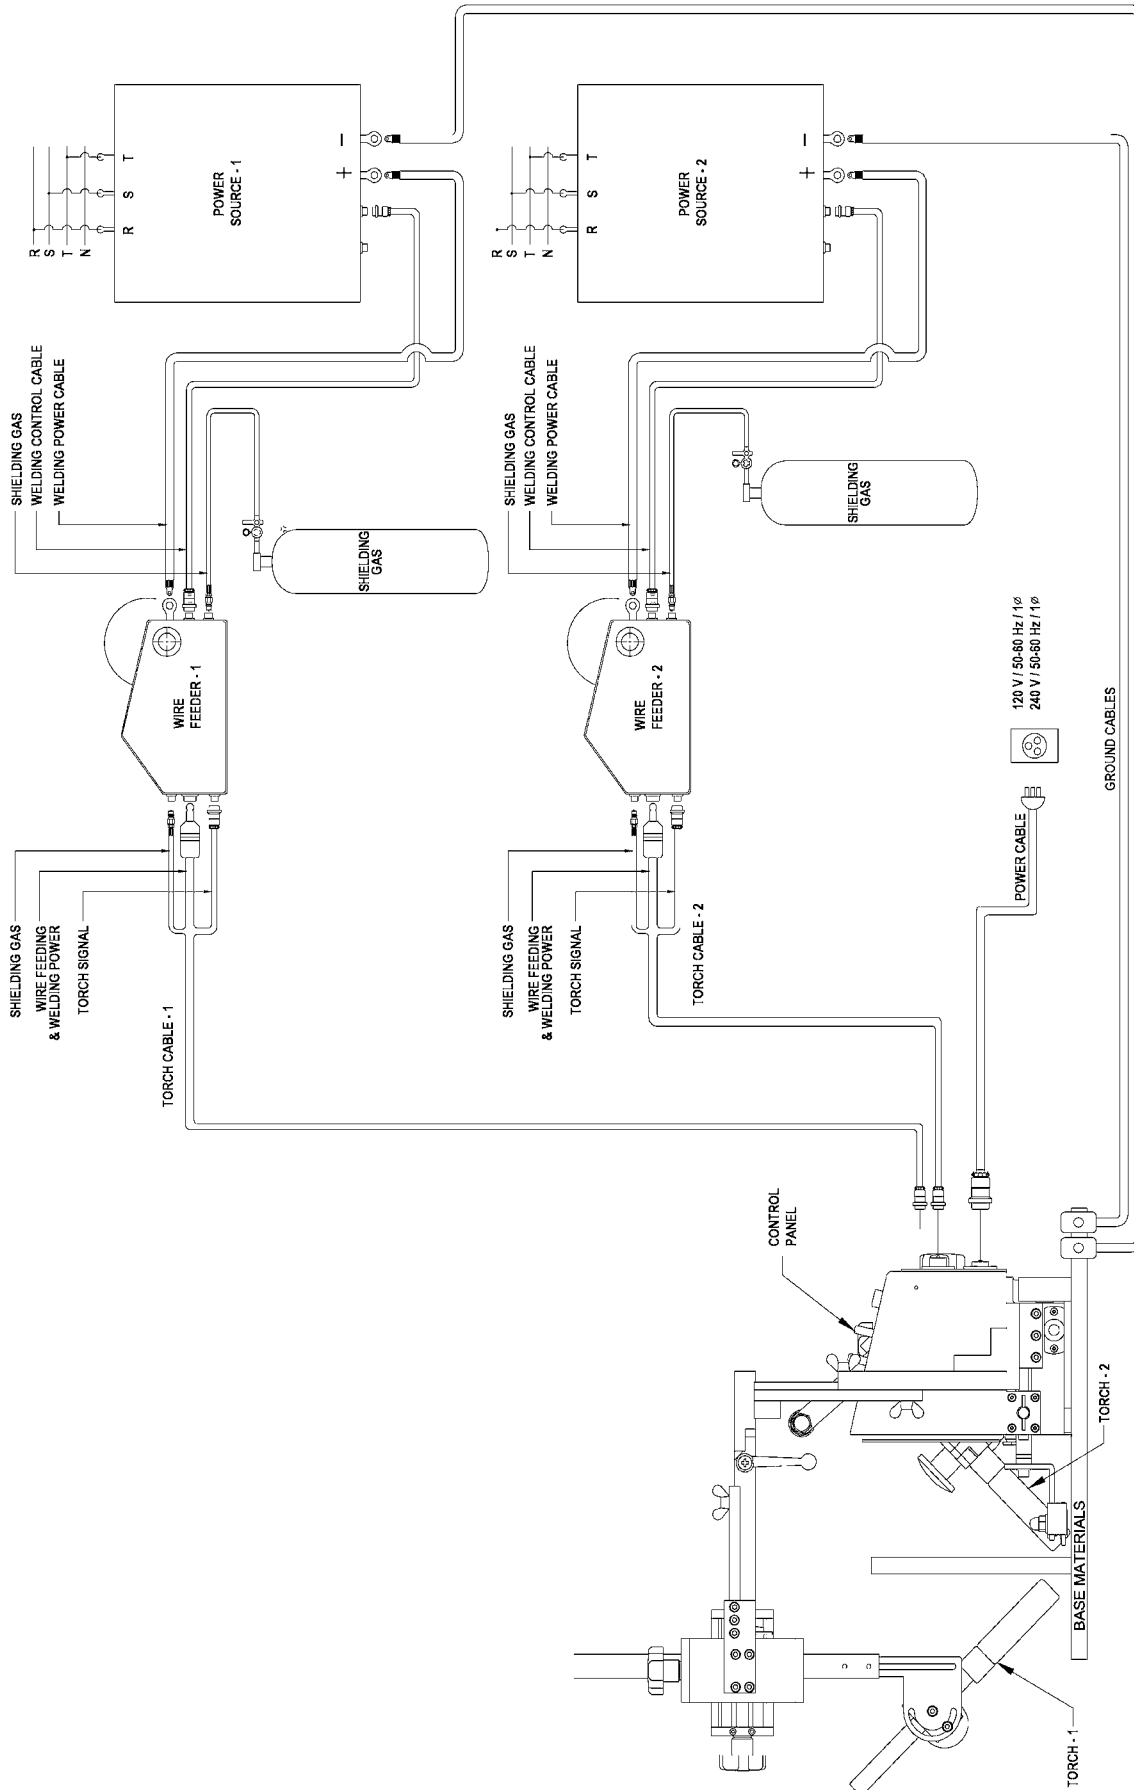 R
S
T
N
R
S
T
POWER
SOURCE - 1
+
−
SHIELDING GAS
WELDING CONTROL CABLE
WELDING POWER CABLE
SHIELDING
GAS
WIRE
FEEDER - 1
SHIELDING GAS
WIRE FEEDING
& WELDING POWER
TORCH SIGNAL
TORCH CABLE - 1
R
S
T
N
R
S
T
POWER
SOURCE - 2
+
−
SHIELDING GAS
WELDING CONTROL CABLE
WELDING POWER CABLE
SHIELDING
GAS
WIRE
FEEDER - 2
SHIELDING GAS
WIRE FEEDING
& WELDING POWER
TORCH SIGNAL
TORCH CABLE - 2
120 V / 50-60 Hz / 1Ø
240 V / 50-60 Hz / 1Ø
POWER CABLE
GROUND CABLES
CONTROL
PANEL
TORCH - 2
BASE MATERIALS
TORCH - 1